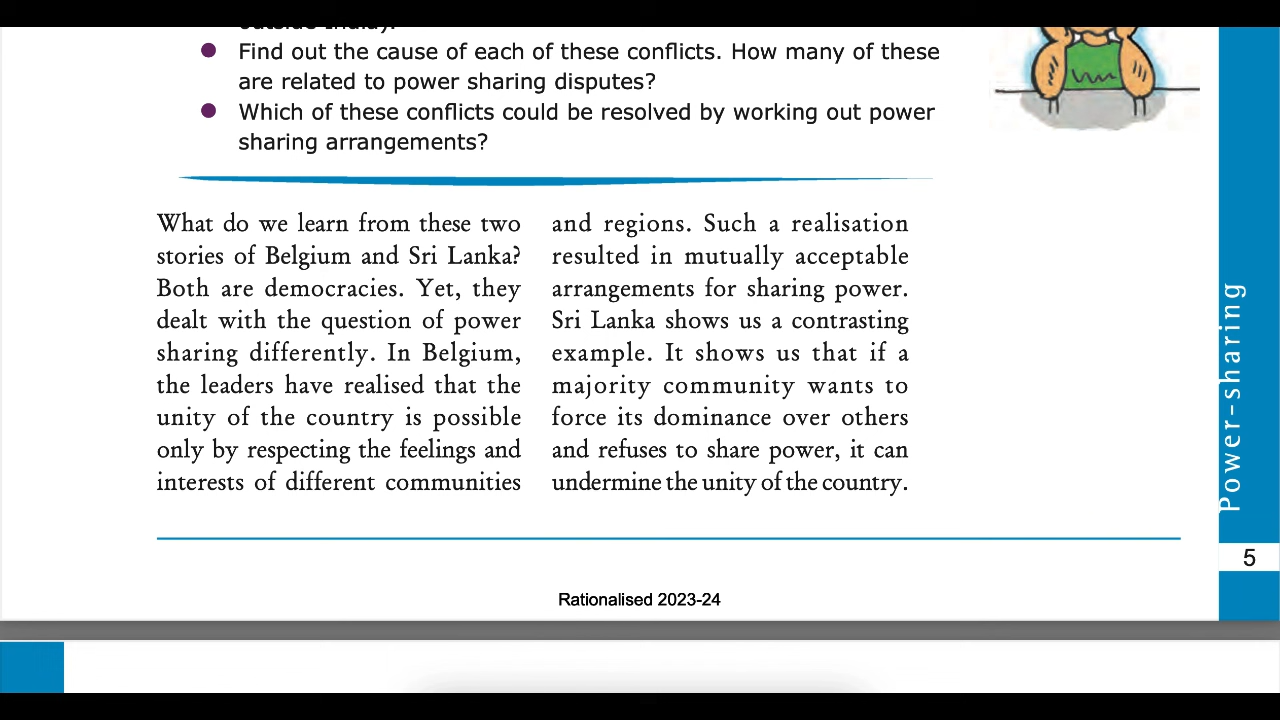 Find out the cause of each of these conflicts. How many of these
are related to power sharing disputes?
Which of these conflicts could be resolved by working out power
sharing arrangements?
What do we learn from these two
stories of Belgium and Sri Lanka?
Both are democracies. Yet, they
dealt with the question of power
sharing differently. In Belgium,
the leaders have realised that the
unity of the country is possible
only by respecting the feelings and
interests of different communities
and regions. Such a realisation
resulted in mutually acceptable
arrangements for sharing power.
Sri Lanka shows us a contrasting
example. It shows us that if a
majority community wants to
force its dominance over others
and refuses to share power, it can
undermine the unity of the country.
Power-sharing
5
Rationalised 2023-24